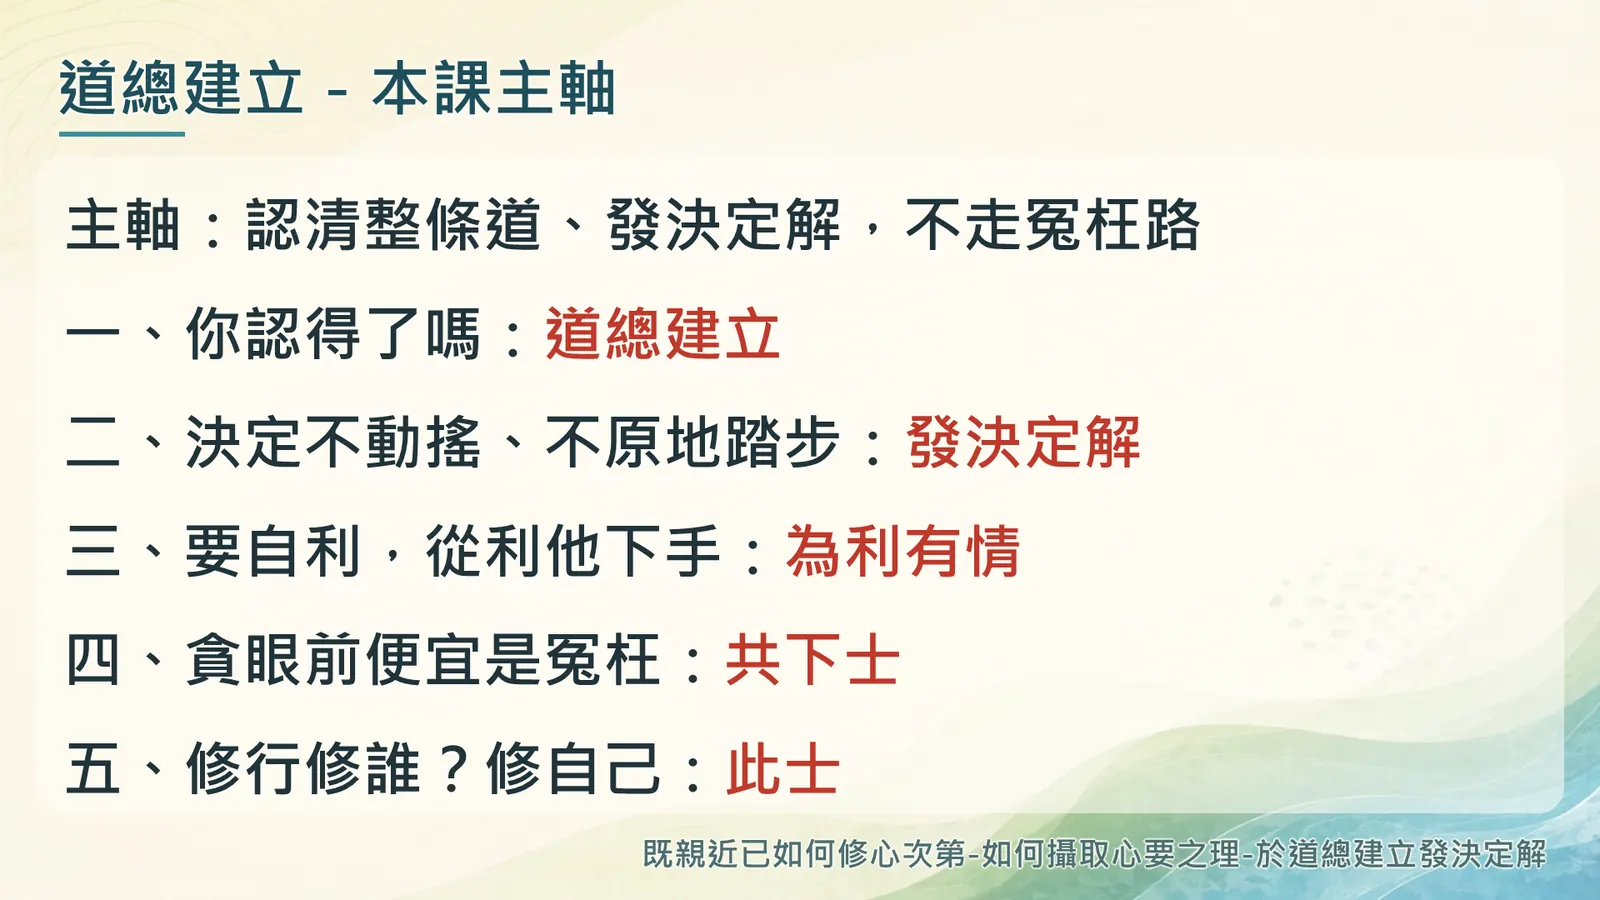 道總建立 - 本課主軸
主軸：認清整條道、發決定解，不走冤枉路
一、你認得了嗎：道總建立
二、決定不動搖、不原地踏步：發決定解
三、要自利，從利他下手：為利有情
四、貪眼前便宜是冤枉：共下士
五、修行修誰？修自己：此士
既親近已如何修心次第-如何攝取心要之理-於道總建立發決定解